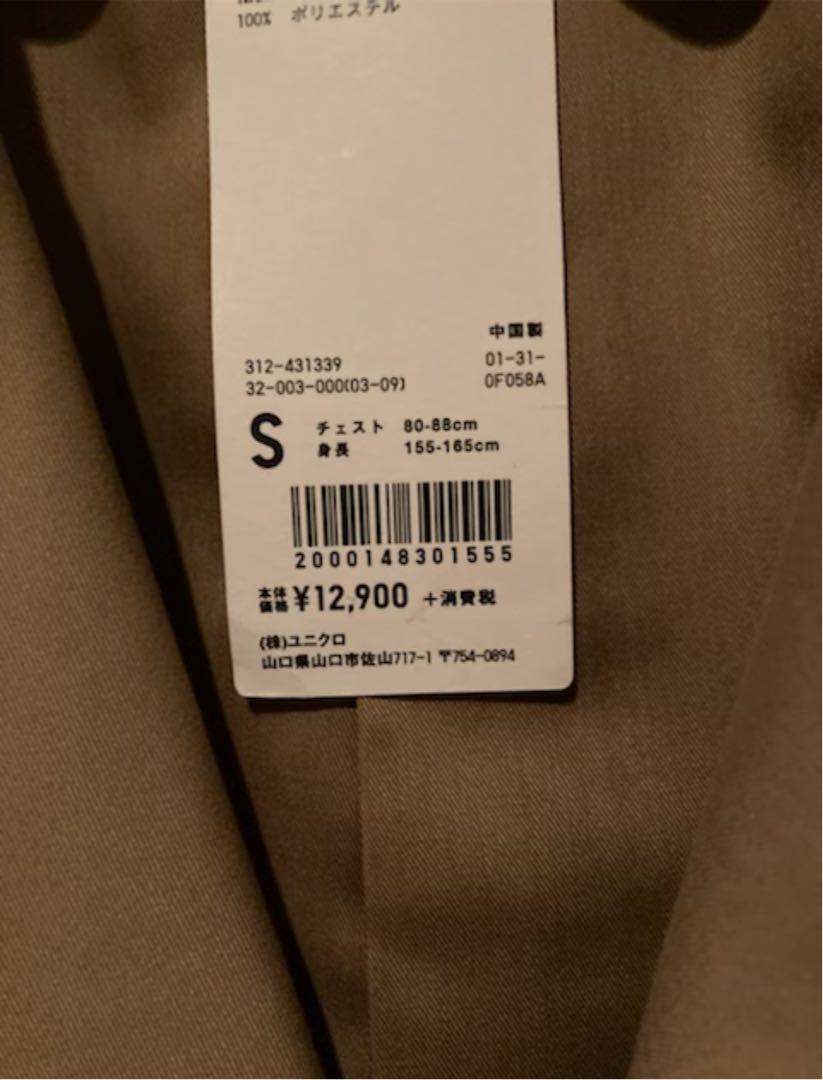 100% ポリエステル
中国製
312-431339 01-31-
32-003-000(03-09) 0F058A
S チェスト 80-88cm
身長 155-165cm
2000148301555
本体価格 ¥12,900 +消費税
(株)ユニクロ
山口県山口市佐山717-1 〒754-0894